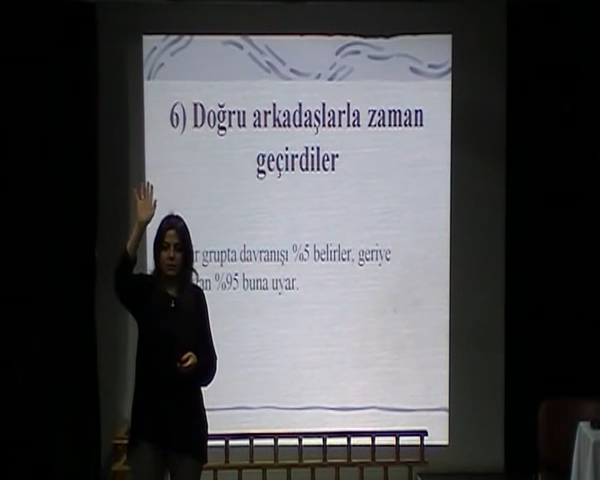 6) Doğru arkadaşlarla zaman
geçirdiler
grupta davranışı %5 belirler, geriye
%95 buna uyar.